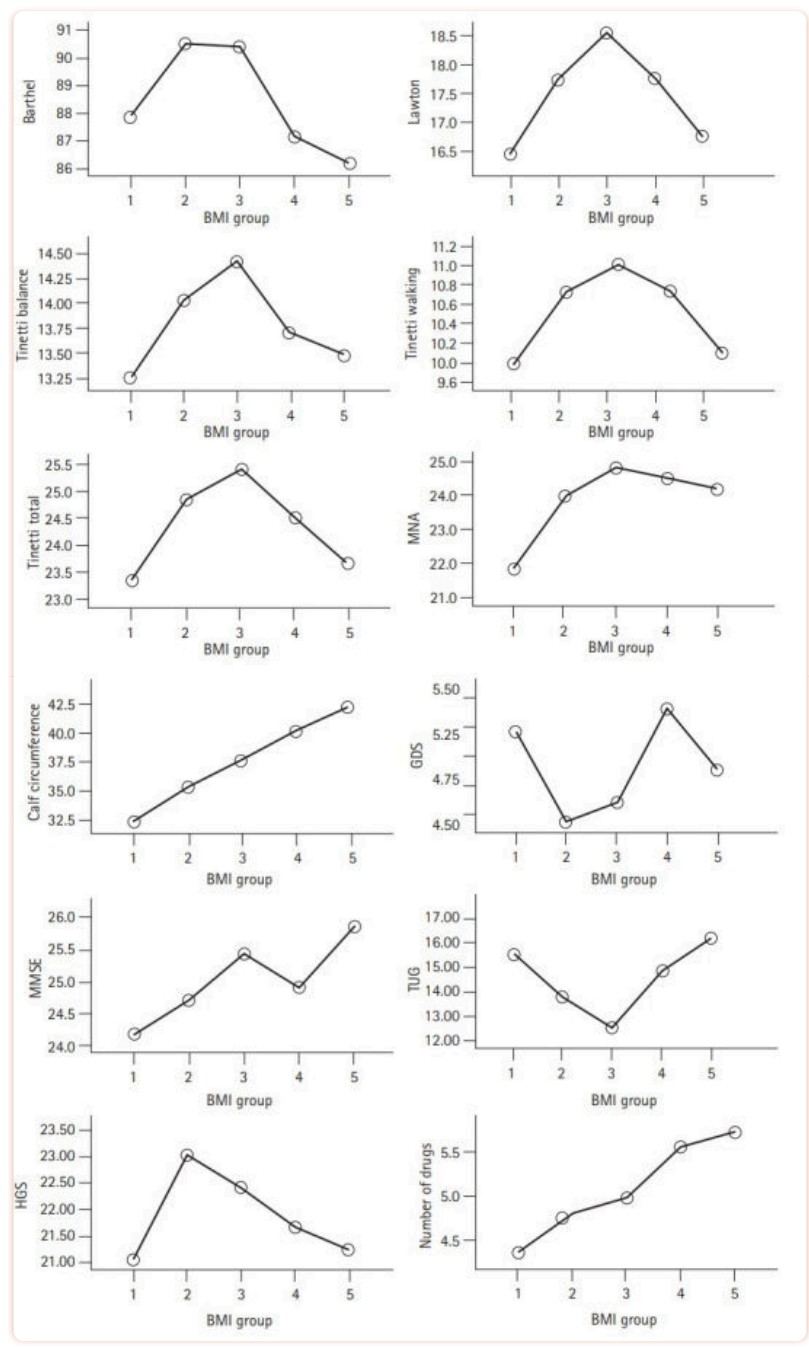 Barthel
91
90
89
88
87
86
1 2 3 4 5
BMI group
Lawton
18.5
18.0
17.5
17.0
16.5
1 2 3 4 5
BMI group
Tinetti balance
14.50
14.25
14.00
13.75
13.50
13.25
1 2 3 4 5
BMI group
Tinetti walking
11.2
11.0
10.8
10.6
10.4
10.2
10.0
9.6
1 2 3 4 5
BMI group
Tinetti total
25.5
25.0
24.5
24.0
23.5
23.0
1 2 3 4 5
BMI group
MNA
25.0
24.0
23.0
22.0
21.0
1 2 3 4 5
BMI group
Calf circumference
42.5
40.0
37.5
35.0
32.5
1 2 3 4 5
BMI group
GDS
5.50
5.25
4.75
4.50
1 2 3 4 5
BMI group
MMSE
26.0
25.5
25.0
24.5
24.0
1 2 3 4 5
BMI group
TUG
17.00
16.00
15.00
14.00
13.00
12.00
1 2 3 4 5
BMI group
HGS
23.50
23.00
22.50
22.00
21.50
21.00
1 2 3 4 5
BMI group
Number of drugs
5.5
5.0
4.5
1 2 3 4 5
BMI group